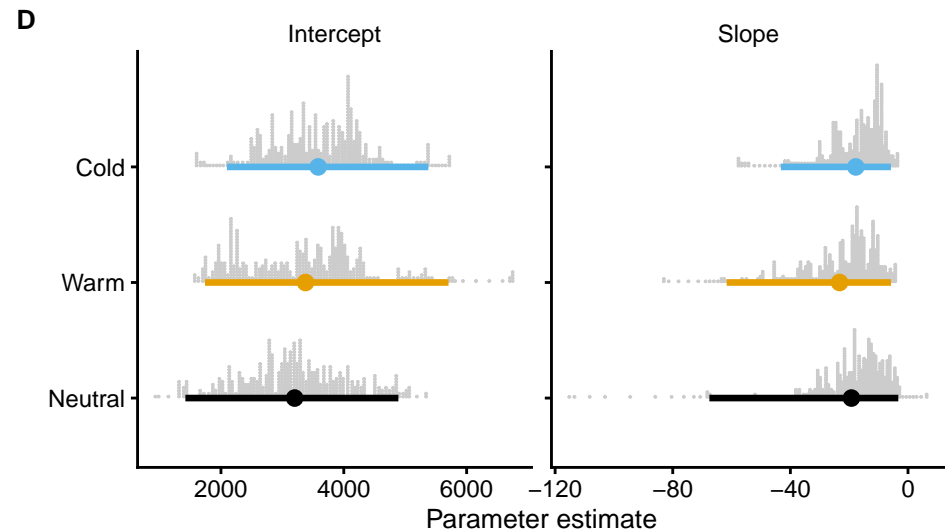 D
Intercept Slope
Cold
Warm
Neutral
2000 4000 6000 −120 −80 −40 0
Parameter estimate